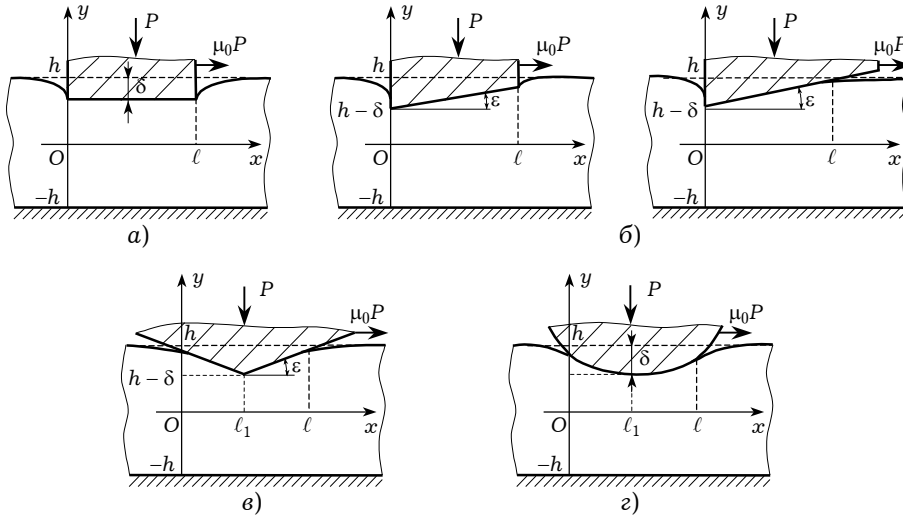 y y y
P P P
μ₀P μ₀P μ₀P
h h h
δ
h – δ ε h – δ ε
O ℓ x O ℓ x O ℓ x
–h –h –h
а) б)
y y
P P
μ₀P μ₀P
h h
δ
h – δ ε
O ℓ₁ ℓ x O ℓ₁ ℓ x
–h –h
в) г)